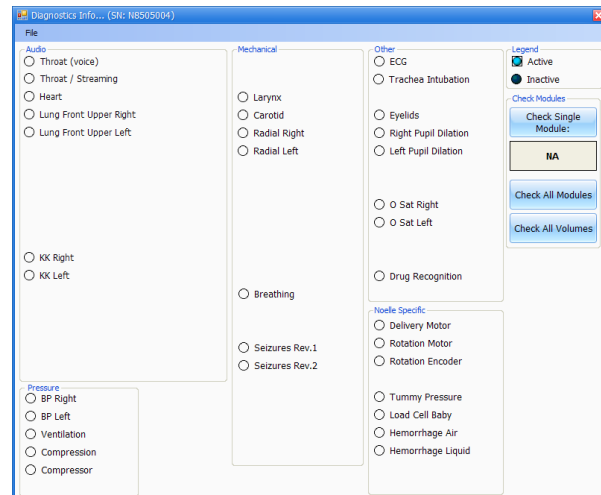 Diagnostics Info... (SN: N8505004)
File
Audio
Throat (voice)
Throat / Streaming
Heart
Lung Front Upper Right
Lung Front Upper Left
KK Right
KK Left
Pressure
BP Right
BP Left
Ventilation
Compression
Compressor
Mechanical
Larynx
Carotid
Radial Right
Radial Left
Breathing
Seizures Rev.1
Seizures Rev.2
Other
ECG
Trachea Intubation
Eyelids
Right Pupil Dilation
Left Pupil Dilation
O Sat Right
O Sat Left
Drug Recognition
Noelle Specific
Delivery Motor
Rotation Motor
Rotation Encoder
Tummy Pressure
Load Cell Baby
Hemorrhage Air
Hemorrhage Liquid
Legend
Active
Inactive
Check Modules
Check Single
Module:
NA
Check All Modules
Check All Volumes